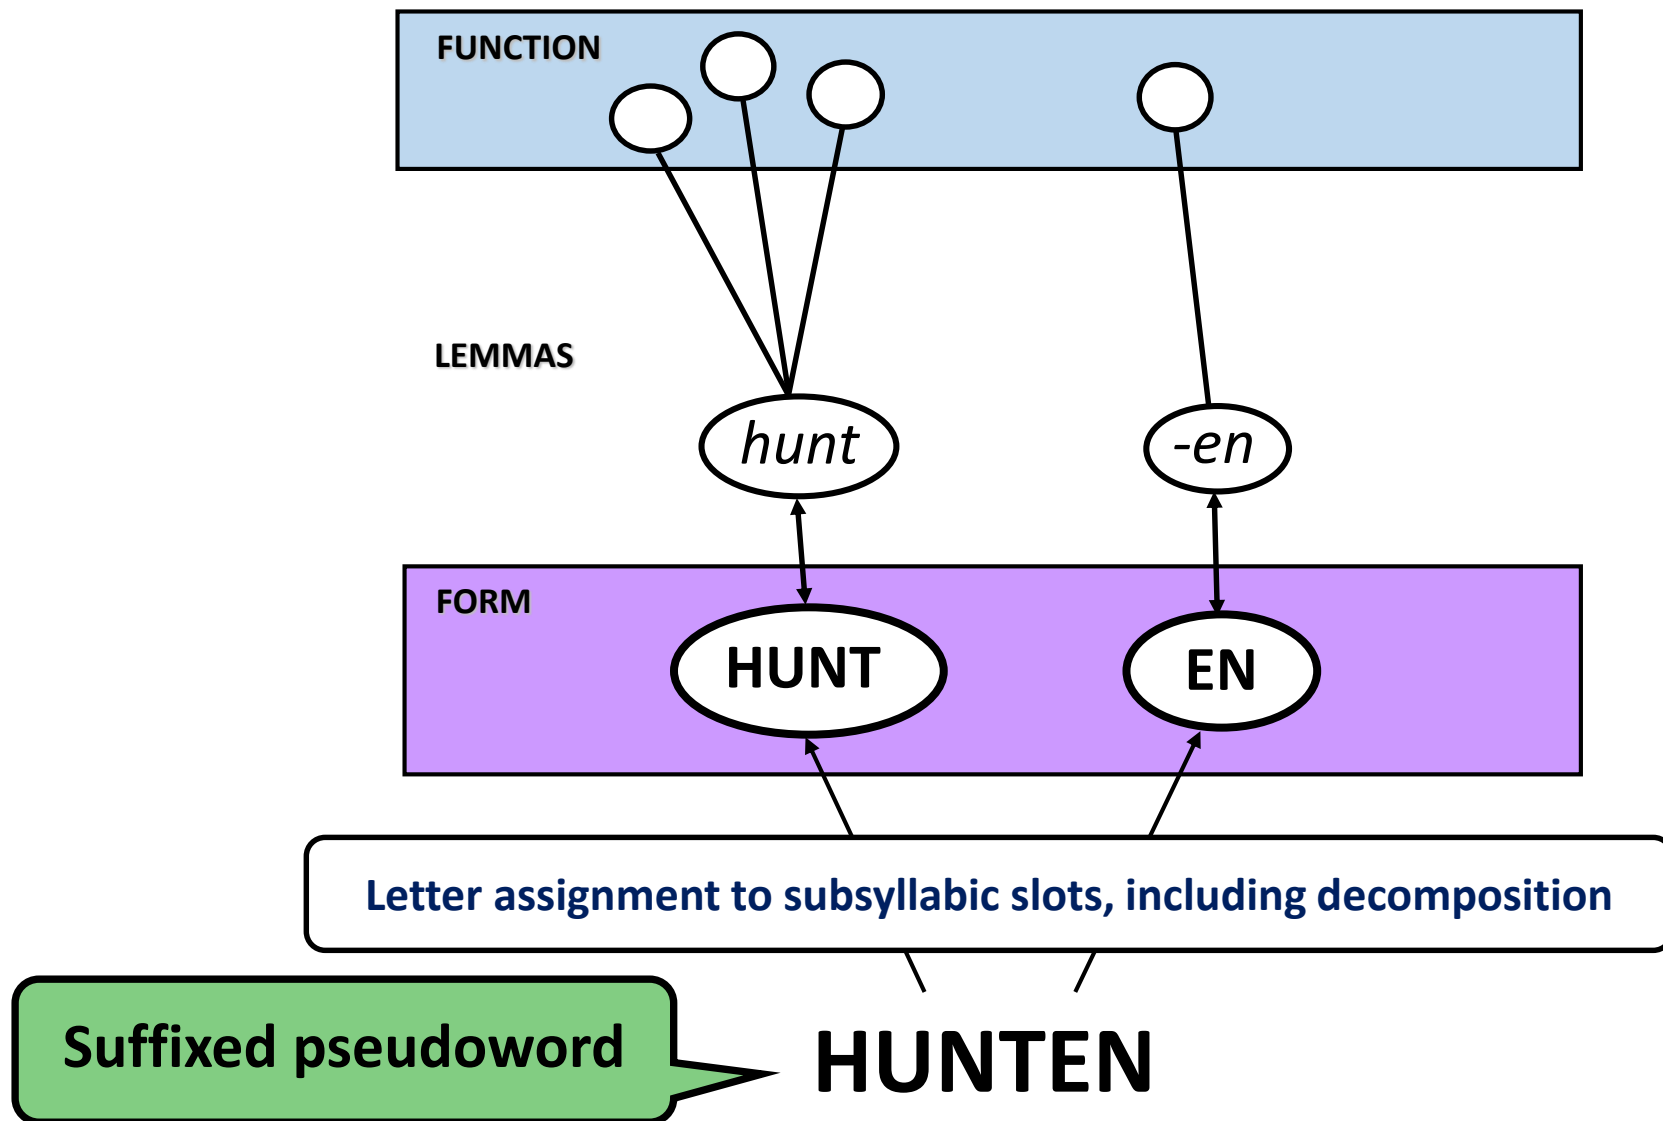 FUNCTION
LEMMAS
hunt
-en
FORM
HUNT
EN
Letter assignment to subsyllabic slots, including decomposition
Suffixed pseudoword
HUNTEN